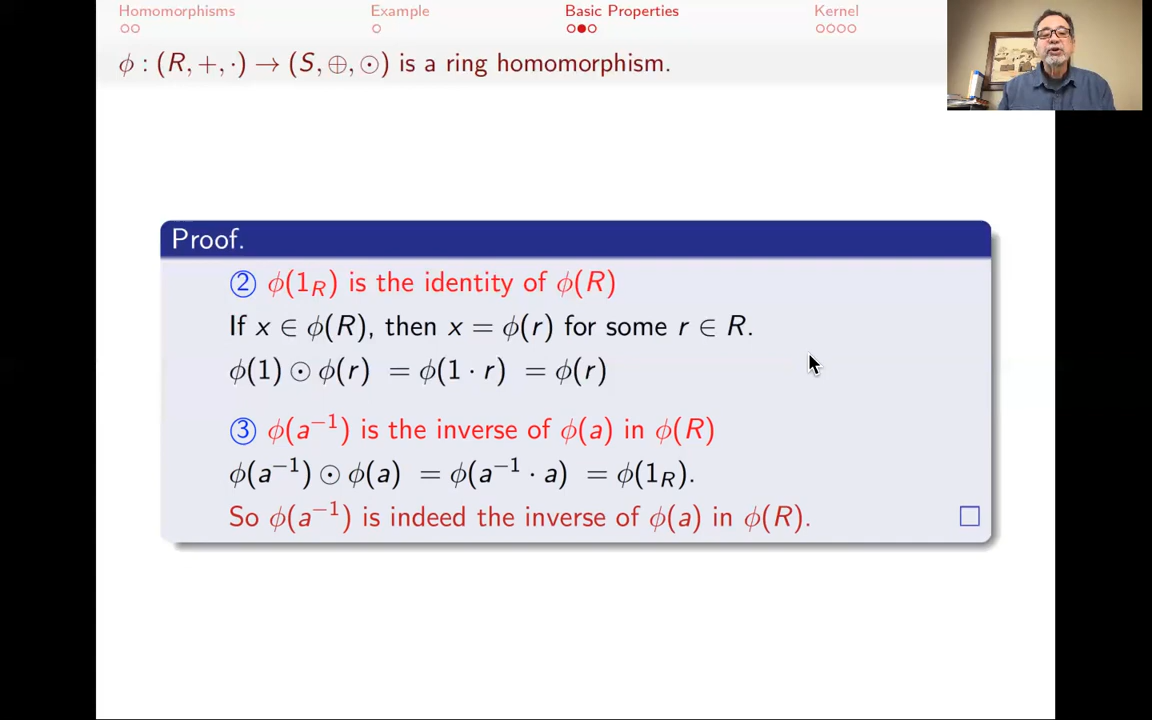 Homomorphisms Example Basic Properties Kernel
ϕ : (R, +, ·) → (S, ⊕, ⊙) is a ring homomorphism.
Proof.
② ϕ(1_R) is the identity of ϕ(R)
If x ∈ ϕ(R), then x = ϕ(r) for some r ∈ R.
ϕ(1) ⊙ ϕ(r) = ϕ(1 · r) = ϕ(r)
③ ϕ(a⁻¹) is the inverse of ϕ(a) in ϕ(R)
ϕ(a⁻¹) ⊙ ϕ(a) = ϕ(a⁻¹ · a) = ϕ(1_R).
So ϕ(a⁻¹) is indeed the inverse of ϕ(a) in ϕ(R). □